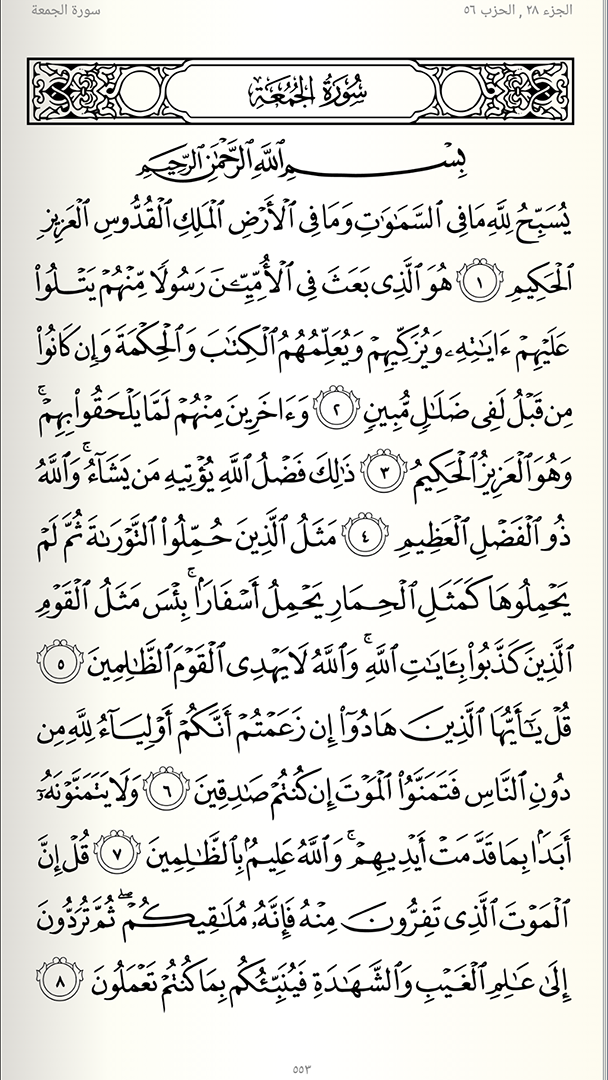 سورة الجمعة
الجزء ٢٨ , الحزب ٥٦
سُورَةُ الجُمُعَةِ
بِسْمِ ٱللَّهِ ٱلرَّحْمَٰنِ ٱلرَّحِيمِ
يُسَبِّحُ لِلَّهِ مَا فِى ٱلسَّمَٰوَٰتِ وَمَا فِى ٱلْأَرْضِ ٱلْمَلِكِ ٱلْقُدُّوسِ ٱلْعَزِيزِ
ٱلْحَكِيمِ ١ هُوَ ٱلَّذِى بَعَثَ فِى ٱلْأُمِّيِّۦنَ رَسُولًا مِّنْهُمْ يَتْلُوا۟
عَلَيْهِمْ ءَايَٰتِهِۦ وَيُزَكِّيهِمْ وَيُعَلِّمُهُمُ ٱلْكِتَٰبَ وَٱلْحِكْمَةَ وَإِن كَانُوا۟
مِن قَبْلُ لَفِى ضَلَٰلٍ مُّبِينٍ ٢ وَءَاخَرِينَ مِنْهُمْ لَمَّا يَلْحَقُوا۟ بِهِمْ ۚ
وَهُوَ ٱلْعَزِيزُ ٱلْحَكِيمُ ٣ ذَٰلِكَ فَضْلُ ٱللَّهِ يُؤْتِيهِ مَن يَشَآءُ ۚ وَٱللَّهُ
ذُو ٱلْفَضْلِ ٱلْعَظِيمِ ٤ مَثَلُ ٱلَّذِينَ حُمِّلُوا۟ ٱلتَّوْرَىٰةَ ثُمَّ لَمْ
يَحْمِلُوهَا كَمَثَلِ ٱلْحِمَارِ يَحْمِلُ أَسْفَارًۢا ۚ بِئْسَ مَثَلُ ٱلْقَوْمِ
ٱلَّذِينَ كَذَّبُوا۟ بِـَٔايَٰتِ ٱللَّهِ ۚ وَٱللَّهُ لَا يَهْدِى ٱلْقَوْمَ ٱلظَّٰلِمِينَ ٥
قُلْ يَٰٓأَيُّهَا ٱلَّذِينَ هَادُوٓا۟ إِن زَعَمْتُمْ أَنَّكُمْ أَوْلِيَآءُ لِلَّهِ مِن
دُونِ ٱلنَّاسِ فَتَمَنَّوُا۟ ٱلْمَوْتَ إِن كُنتُمْ صَٰدِقِينَ ٦ وَلَا يَتَمَنَّوْنَهُۥٓ
أَبَدًۢا بِمَا قَدَّمَتْ أَيْدِيهِمْ ۚ وَٱللَّهُ عَلِيمٌۢ بِٱلظَّٰلِمِينَ ٧ قُلْ إِنَّ
ٱلْمَوْتَ ٱلَّذِى تَفِرُّونَ مِنْهُ فَإِنَّهُۥ مُلَٰقِيكُمْ ۖ ثُمَّ تُرَدُّونَ
إِلَىٰ عَٰلِمِ ٱلْغَيْبِ وَٱلشَّهَٰدَةِ فَيُنَبِّئُكُم بِمَا كُنتُمْ تَعْمَلُونَ ٨
٥٥٣